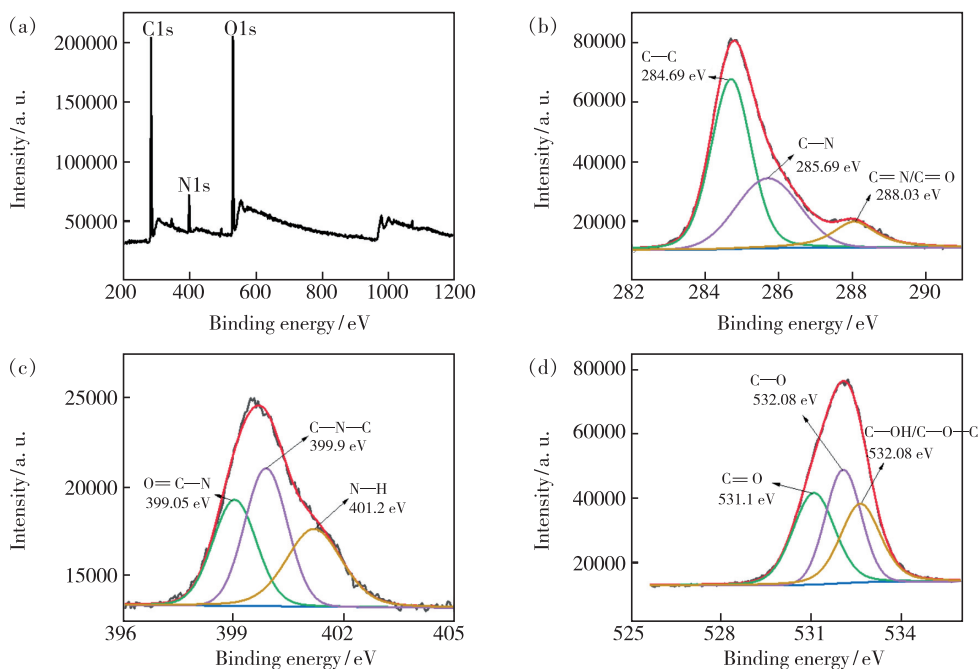 (a)
C1s
O1s
N1s
200000
150000
100000
50000
200
400
600
800
1000
1200
Intensity/a. u.
Binding energy/eV
(b)
C—C
284.69 eV
C—N
285.69 eV
C═N/C═O
288.03 eV
80000
60000
40000
20000
282
284
286
288
290
Intensity/a. u.
Binding energy/eV
(c)
C—N—C
399.9 eV
O═C—N
399.05 eV
N—H
401.2 eV
25000
20000
15000
396
399
402
405
Intensity/a. u.
Binding energy/eV
(d)
C—O
532.08 eV
C—OH/C—O—C
532.08 eV
C═O
531.1 eV
80000
60000
40000
20000
525
528
531
534
Intensity/a. u.
Binding energy/eV